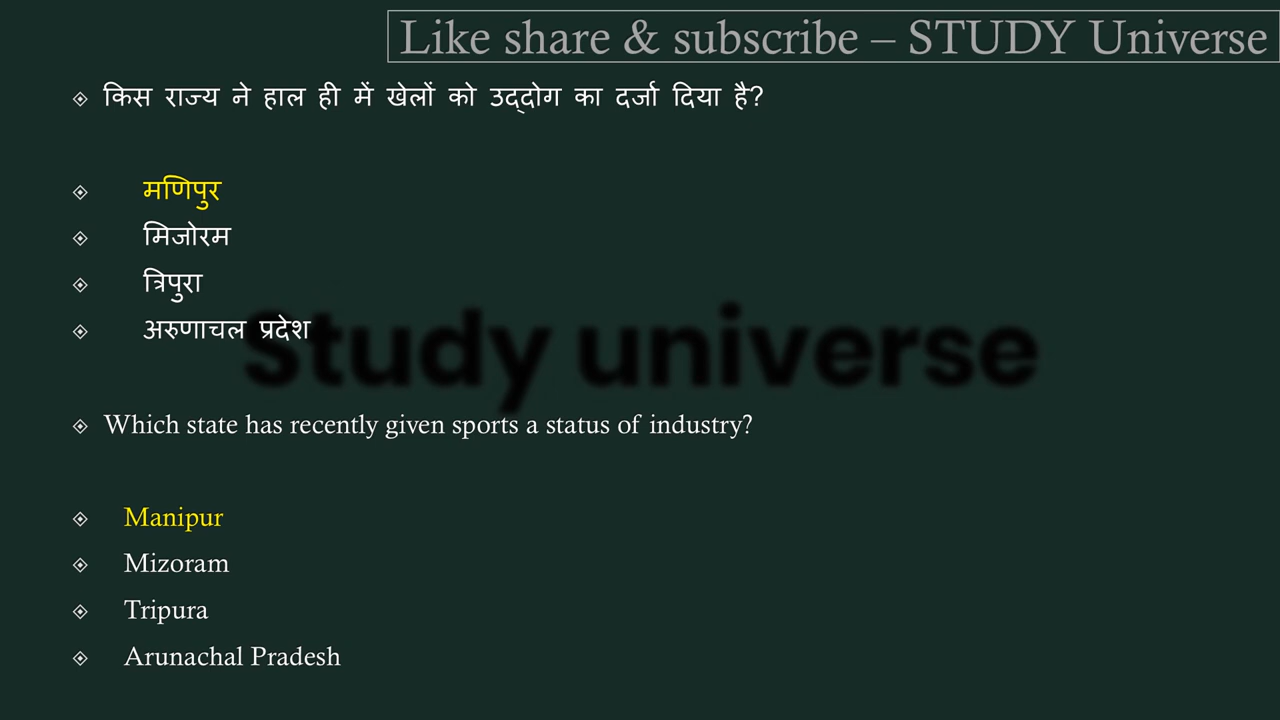 Like share & subscribe – STUDY Universe
किस राज्य ने हाल ही में खेलों को उद्दोग का दर्जा दिया है?
मणिपुर
मिजोरम
त्रिपुरा
अरुणाचल प्रदेश
Study universe
Which state has recently given sports a status of industry?
Manipur
Mizoram
Tripura
Arunachal Pradesh